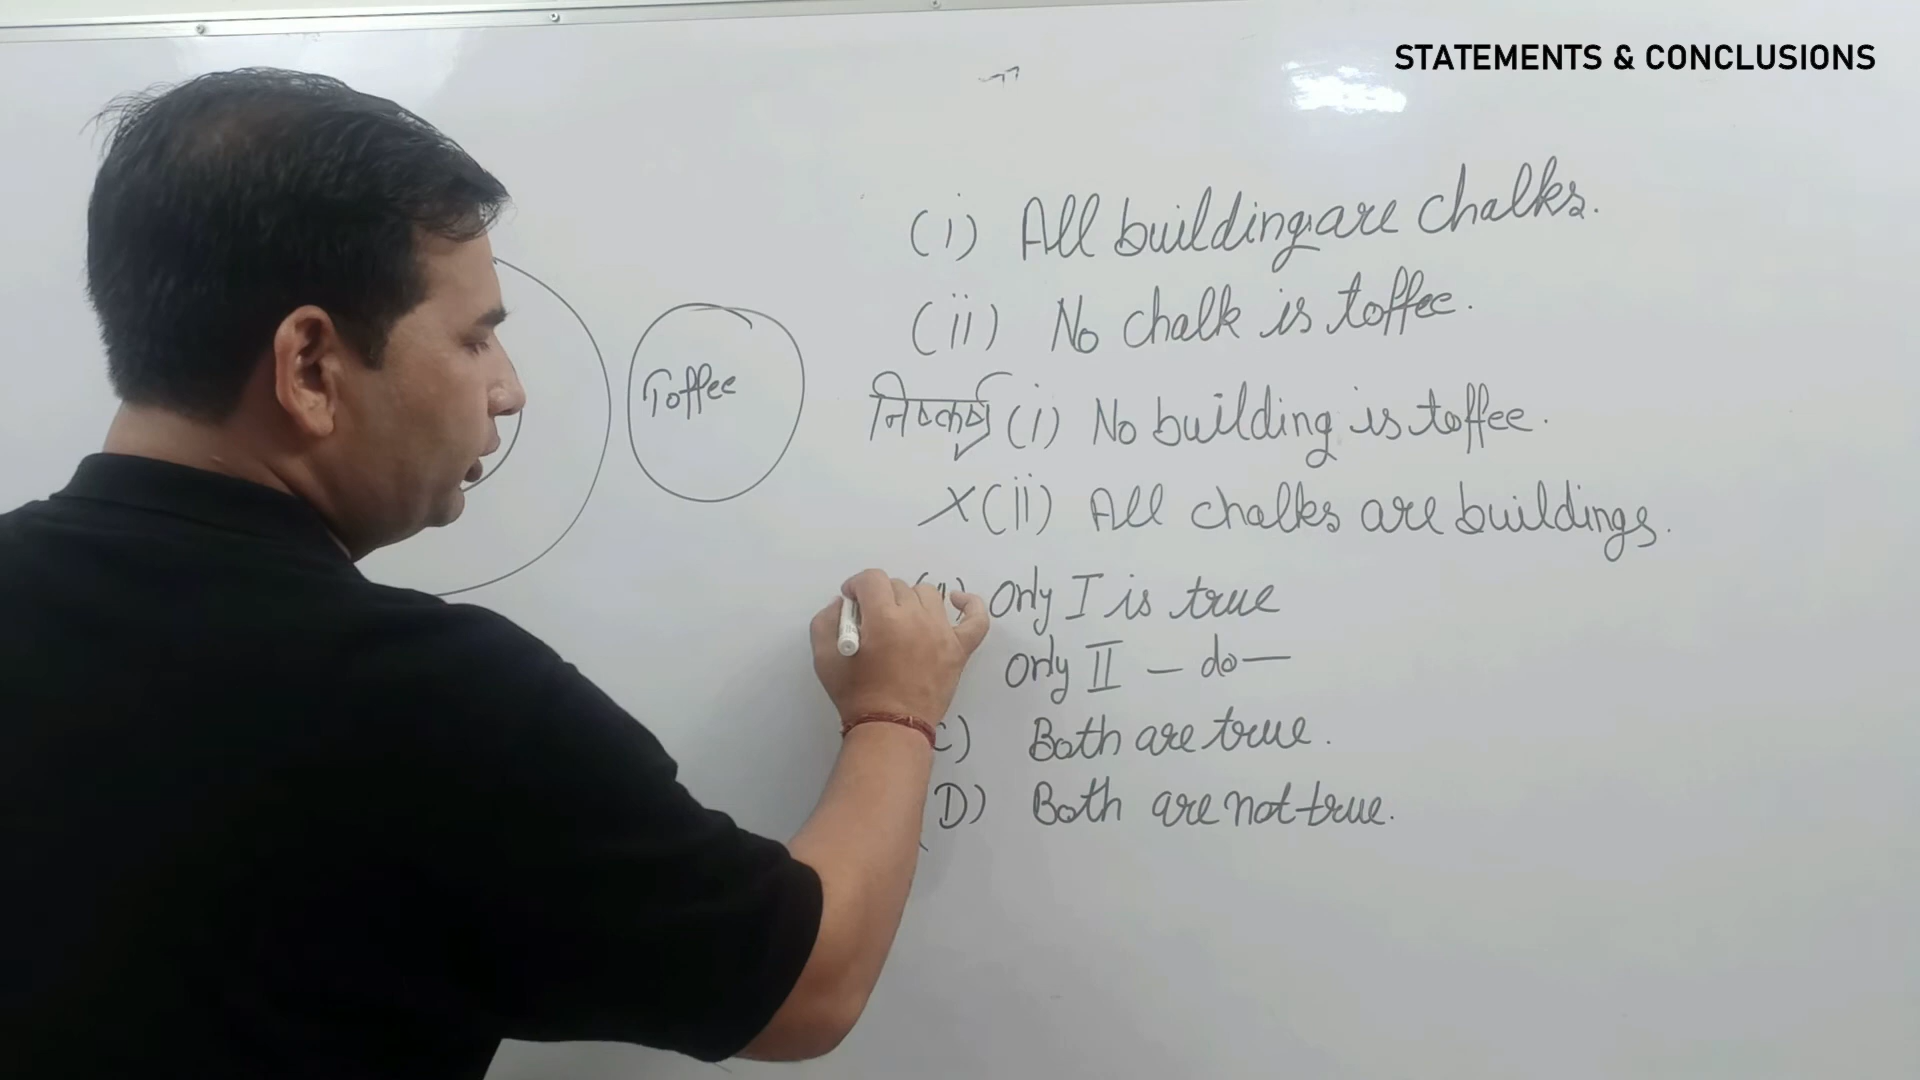 STATEMENTS & CONCLUSIONS
(i) All building are chalks.
(ii) No chalk is toffee.
Toffee
निष्कर्ष (i) No building is toffee.
X (ii) All chalks are buildings.
Only I is true
Only II — do —
C) Both are true.
(D) Both are not true.